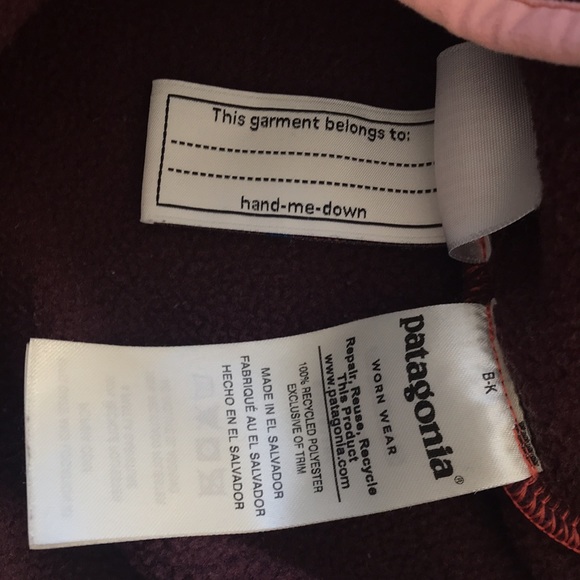 This garment belongs to:
hand-me-down
patagonia®
B-K
WORN WEAR
Repair, Reuse, Recycle
This Product
www.patagonia.com
100% RECYCLED POLYESTER
EXCLUSIVE OF TRIM
MADE IN EL SALVADOR
FABRIQUÉ AU EL SALVADOR
HECHO EN EL SALVADOR